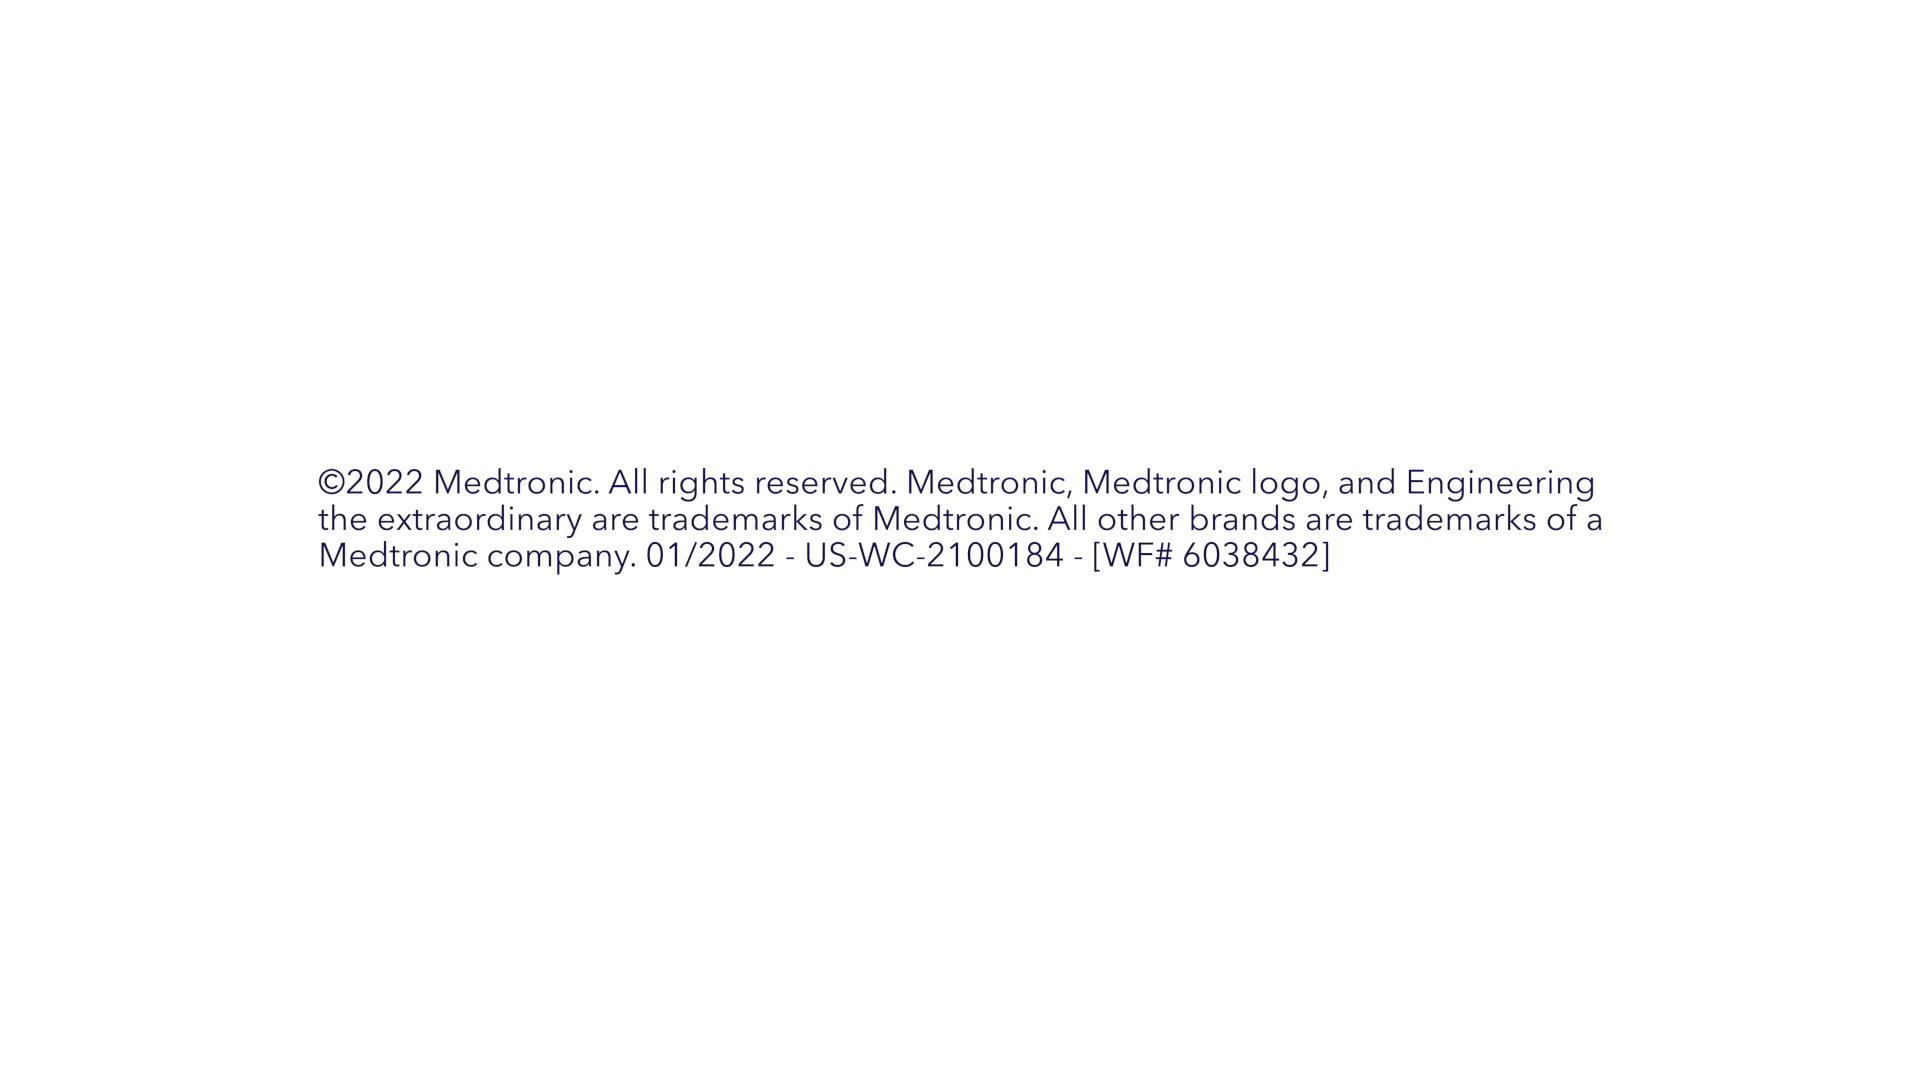 ©2022 Medtronic. All rights reserved. Medtronic, Medtronic logo, and Engineering
the extraordinary are trademarks of Medtronic. All other brands are trademarks of a
Medtronic company. 01/2022 - US-WC-2100184 - [WF# 6038432]